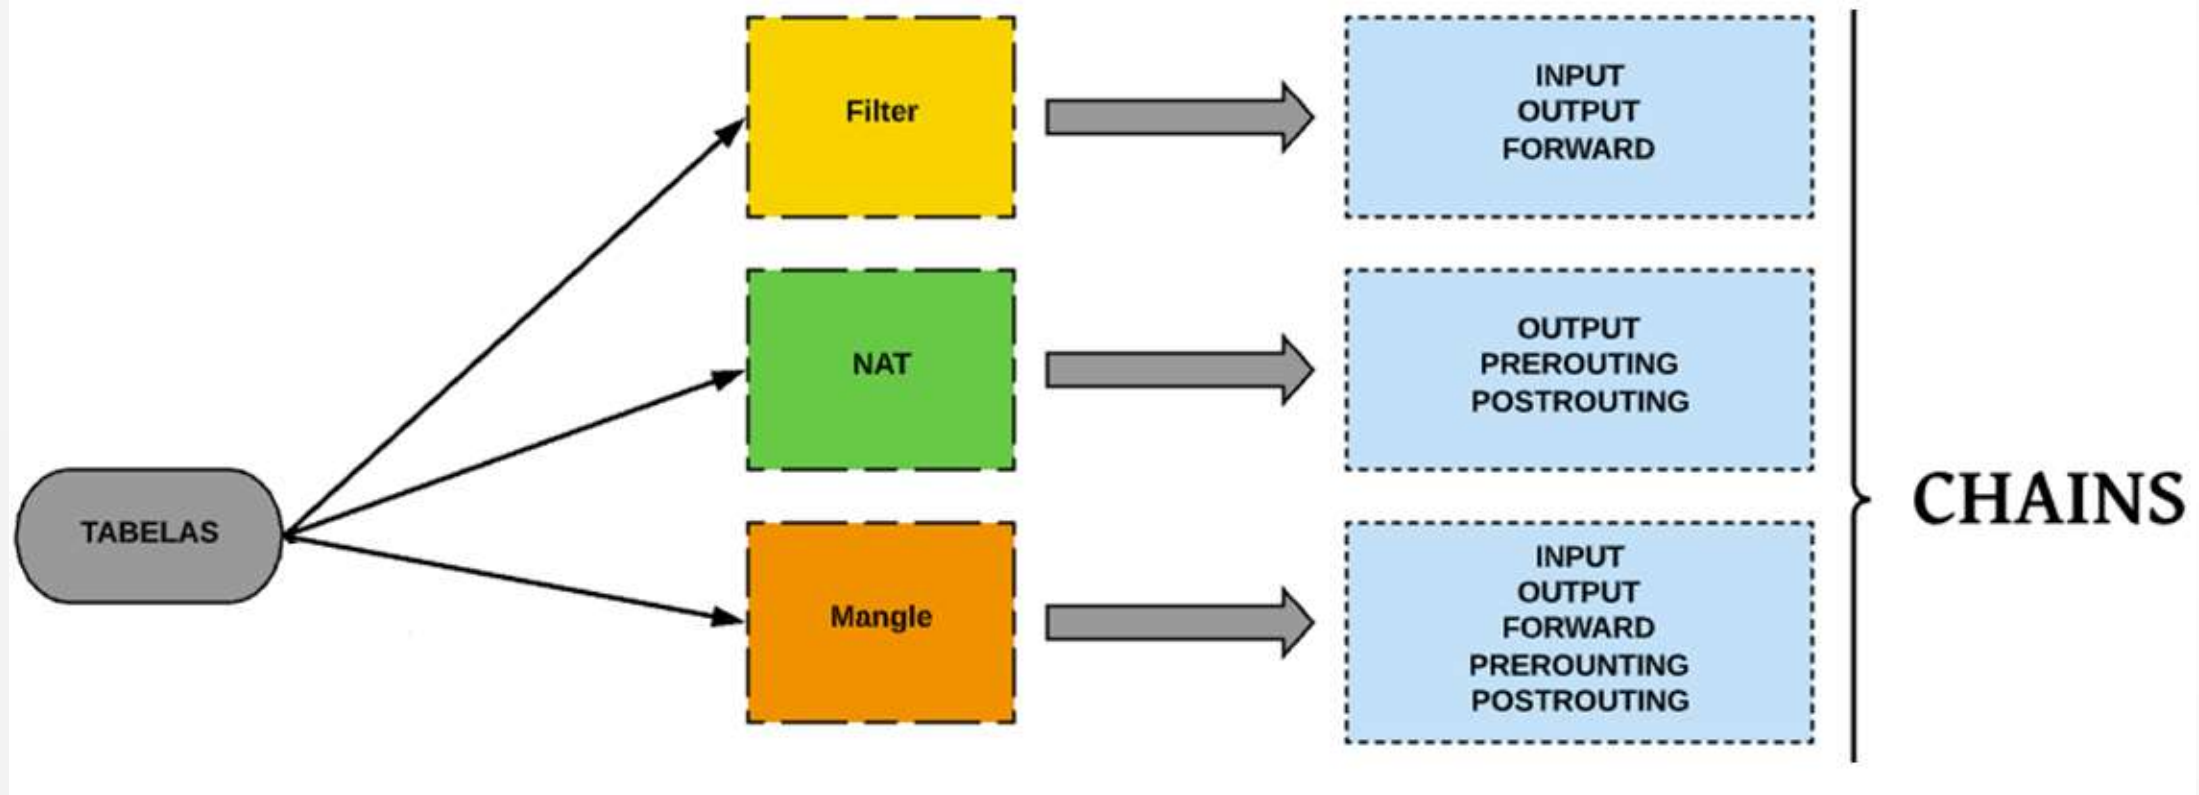 TABELAS
Filter
INPUT
OUTPUT
FORWARD
NAT
OUTPUT
PREROUTING
POSTROUTING
Mangle
INPUT
OUTPUT
FORWARD
PREROUNTING
POSTROUTING
CHAINS